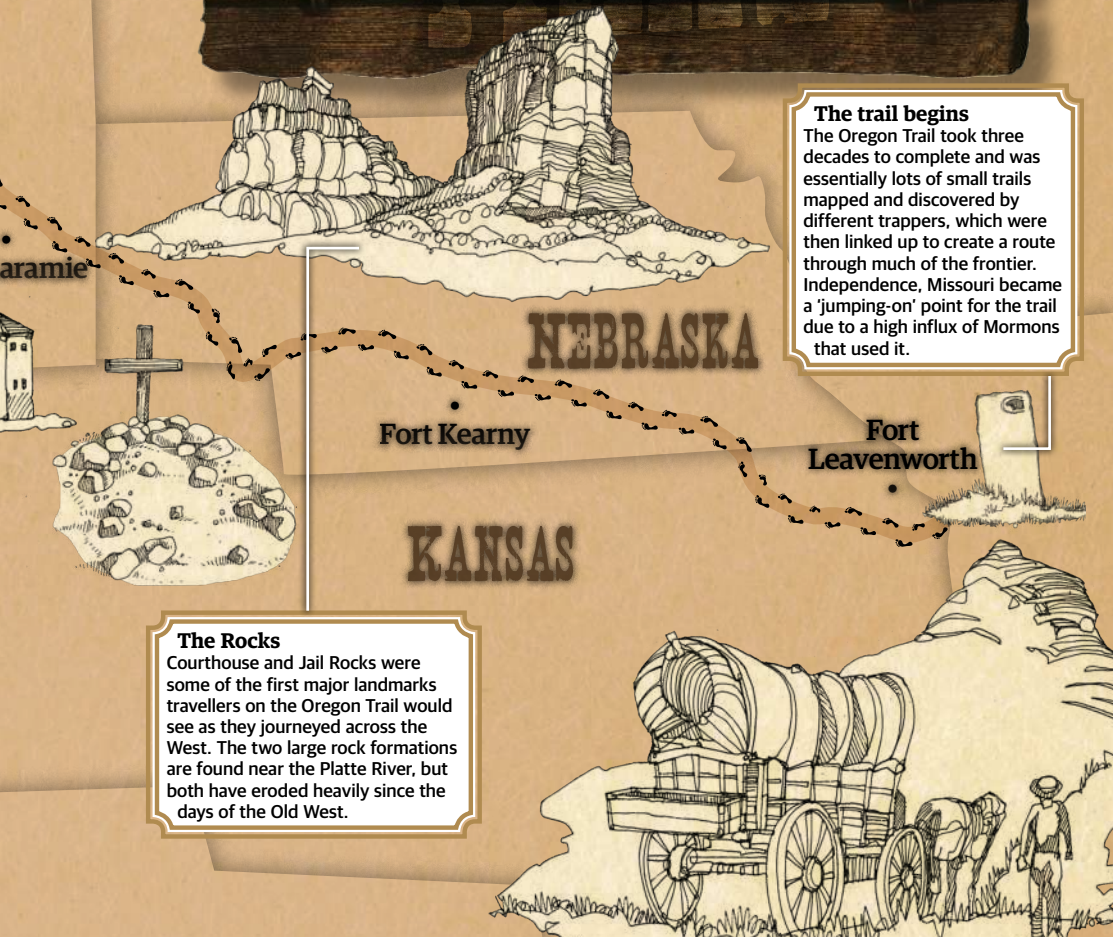 The trail begins
The Oregon Trail took three
decades to complete and was
essentially lots of small trails
mapped and discovered by
different trappers, which were
then linked up to create a route
through much of the frontier.
Independence, Missouri became
a ‘jumping-on’ point for the trail
due to a high influx of Mormons
that used it.
aramie
NEBRASKA
Fort Kearny
Fort
Leavenworth
KANSAS
The Rocks
Courthouse and Jail Rocks were
some of the first major landmarks
travellers on the Oregon Trail would
see as they journeyed across the
West. The two large rock formations
are found near the Platte River, but
both have eroded heavily since the
days of the Old West.